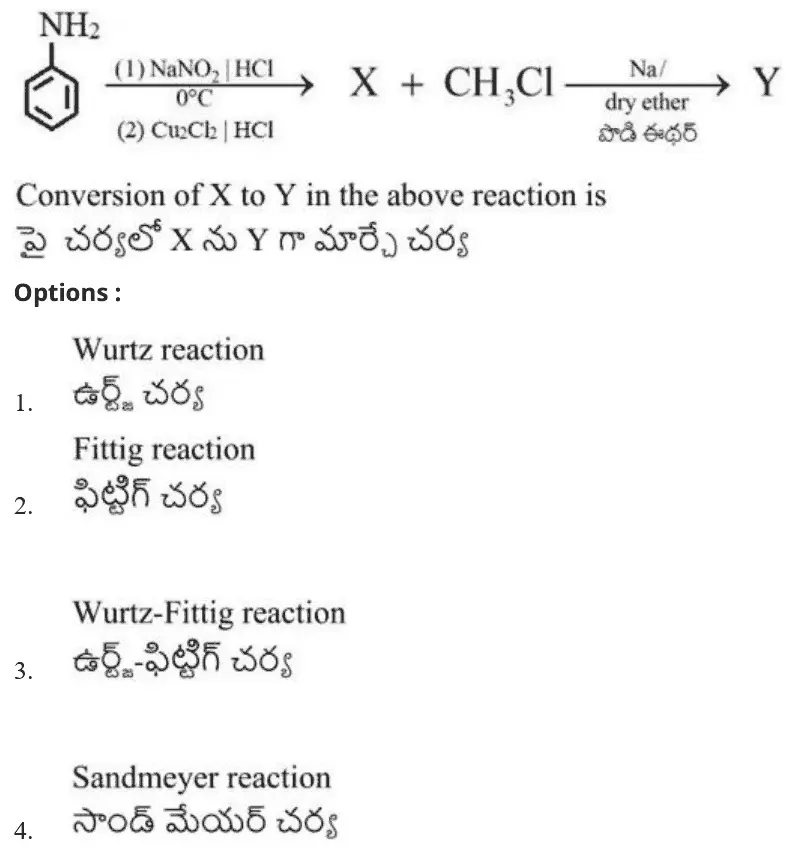 NH₂
(1) NaNO₂ | HCl
0°C
(2) Cu₂Cl₂ | HCl
X + CH₃Cl
Na/
dry ether
పొడి ఈథర్
Y
Conversion of X to Y in the above reaction is
పై చర్యలో X ను Y గా మార్చే చర్య
Options :
Wurtz reaction
1. ఉర్ట్జ్ చర్య
Fittig reaction
2. ఫిట్టిగ్ చర్య
Wurtz-Fittig reaction
3. ఉర్ట్జ్-ఫిట్టిగ్ చర్య
Sandmeyer reaction
4. సాండ్ మేయర్ చర్య